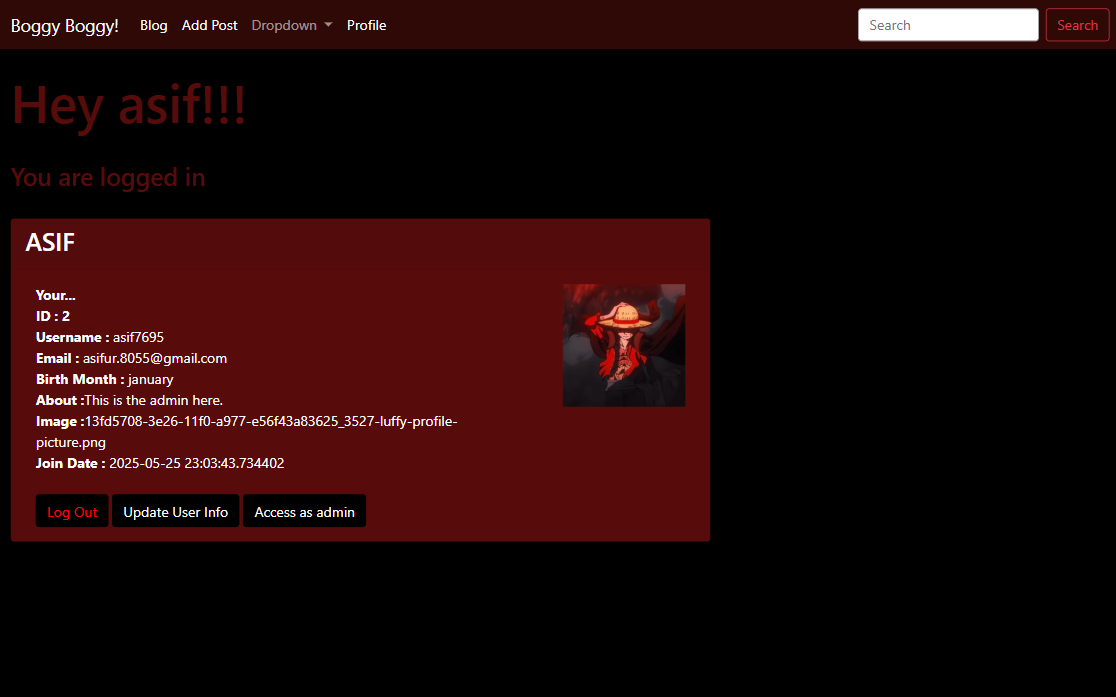 Boggy Boggy! Blog Add Post Dropdown Profile Search Search
Hey asif!!!
You are logged in
ASIF
Your...
ID : 2
Username : asif7695
Email : asifur.8055@gmail.com
Birth Month : january
About :This is the admin here.
Image :13fd5708-3e26-11f0-a977-e56f43a83625_3527-luffy-profile-
picture.png
Join Date : 2025-05-25 23:03:43.734402
Log Out Update User Info Access as admin